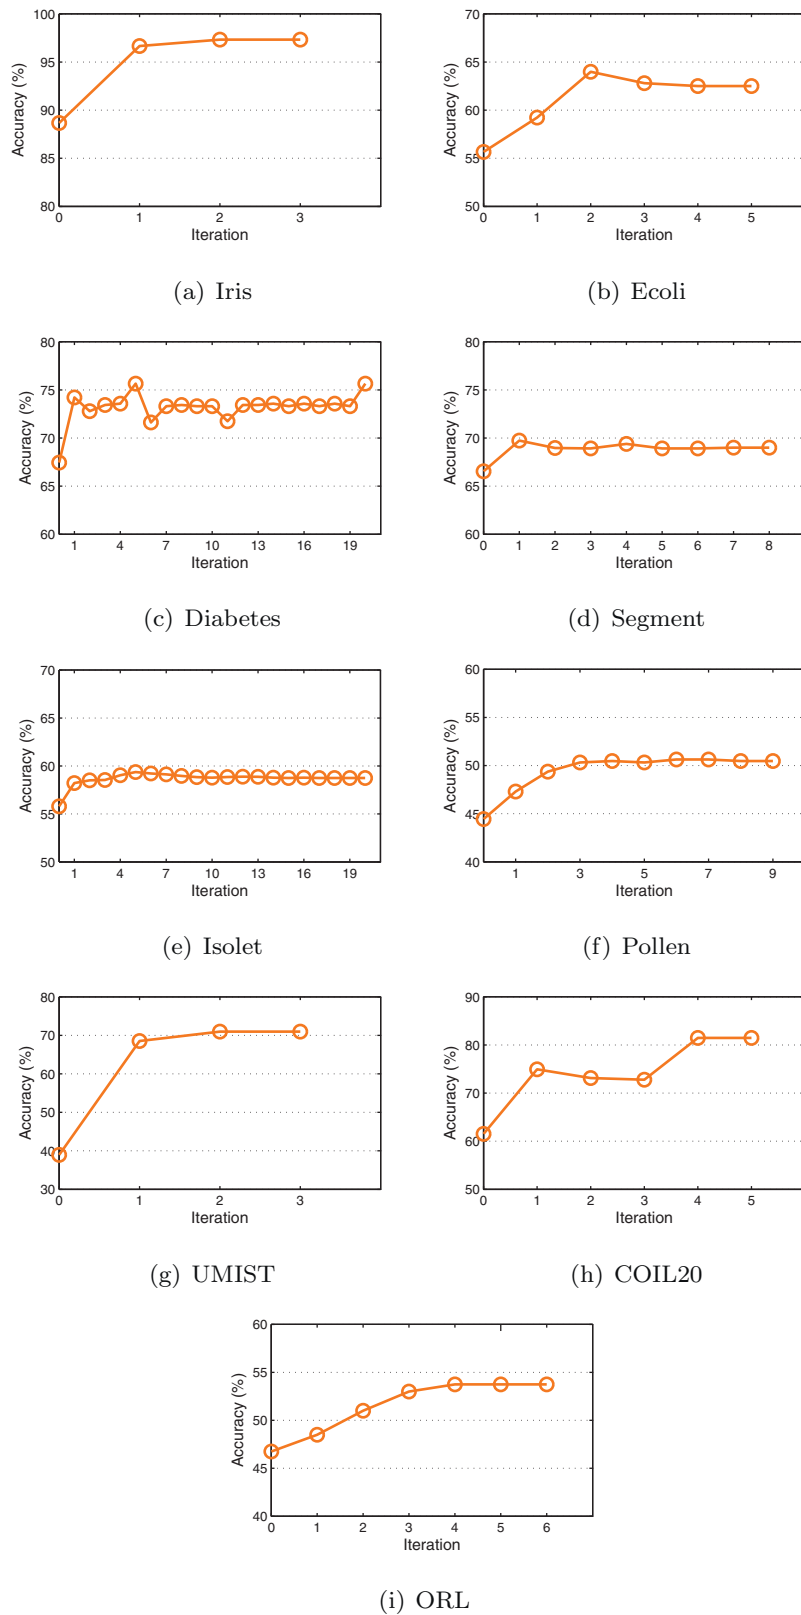 100
95
90
85
80
Accuracy (%)
0 1 2 3
Iteration
(a) Iris
70
65
60
55
50
Accuracy (%)
0 1 2 3 4 5
Iteration
(b) Ecoli
80
75
70
65
60
Accuracy (%)
1 4 7 10 13 16 19
Iteration
(c) Diabetes
80
75
70
65
60
Accuracy (%)
0 1 2 3 4 5 6 7 8
Iteration
(d) Segment
70
65
60
55
50
Accuracy (%)
1 4 7 10 13 16 19
Iteration
(e) Isolet
60
55
50
45
40
Accuracy (%)
1 3 5 7 9
Iteration
(f) Pollen
80
70
60
50
40
30
Accuracy (%)
0 1 2 3
Iteration
(g) UMIST
90
80
70
60
50
Accuracy (%)
0 1 2 3 4 5
Iteration
(h) COIL20
60
55
50
45
40
Accuracy (%)
0 1 2 3 4 5 6
Iteration
(i) ORL